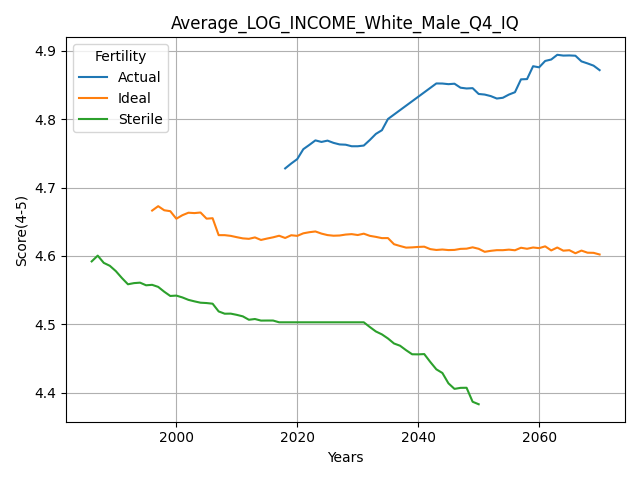 Average_LOG_INCOME_White_Male_Q4_IQ
Fertility
Actual
Ideal
Sterile
Score(4-5)
4.9
4.8
4.7
4.6
4.5
4.4
2000 2020 2040 2060
Years